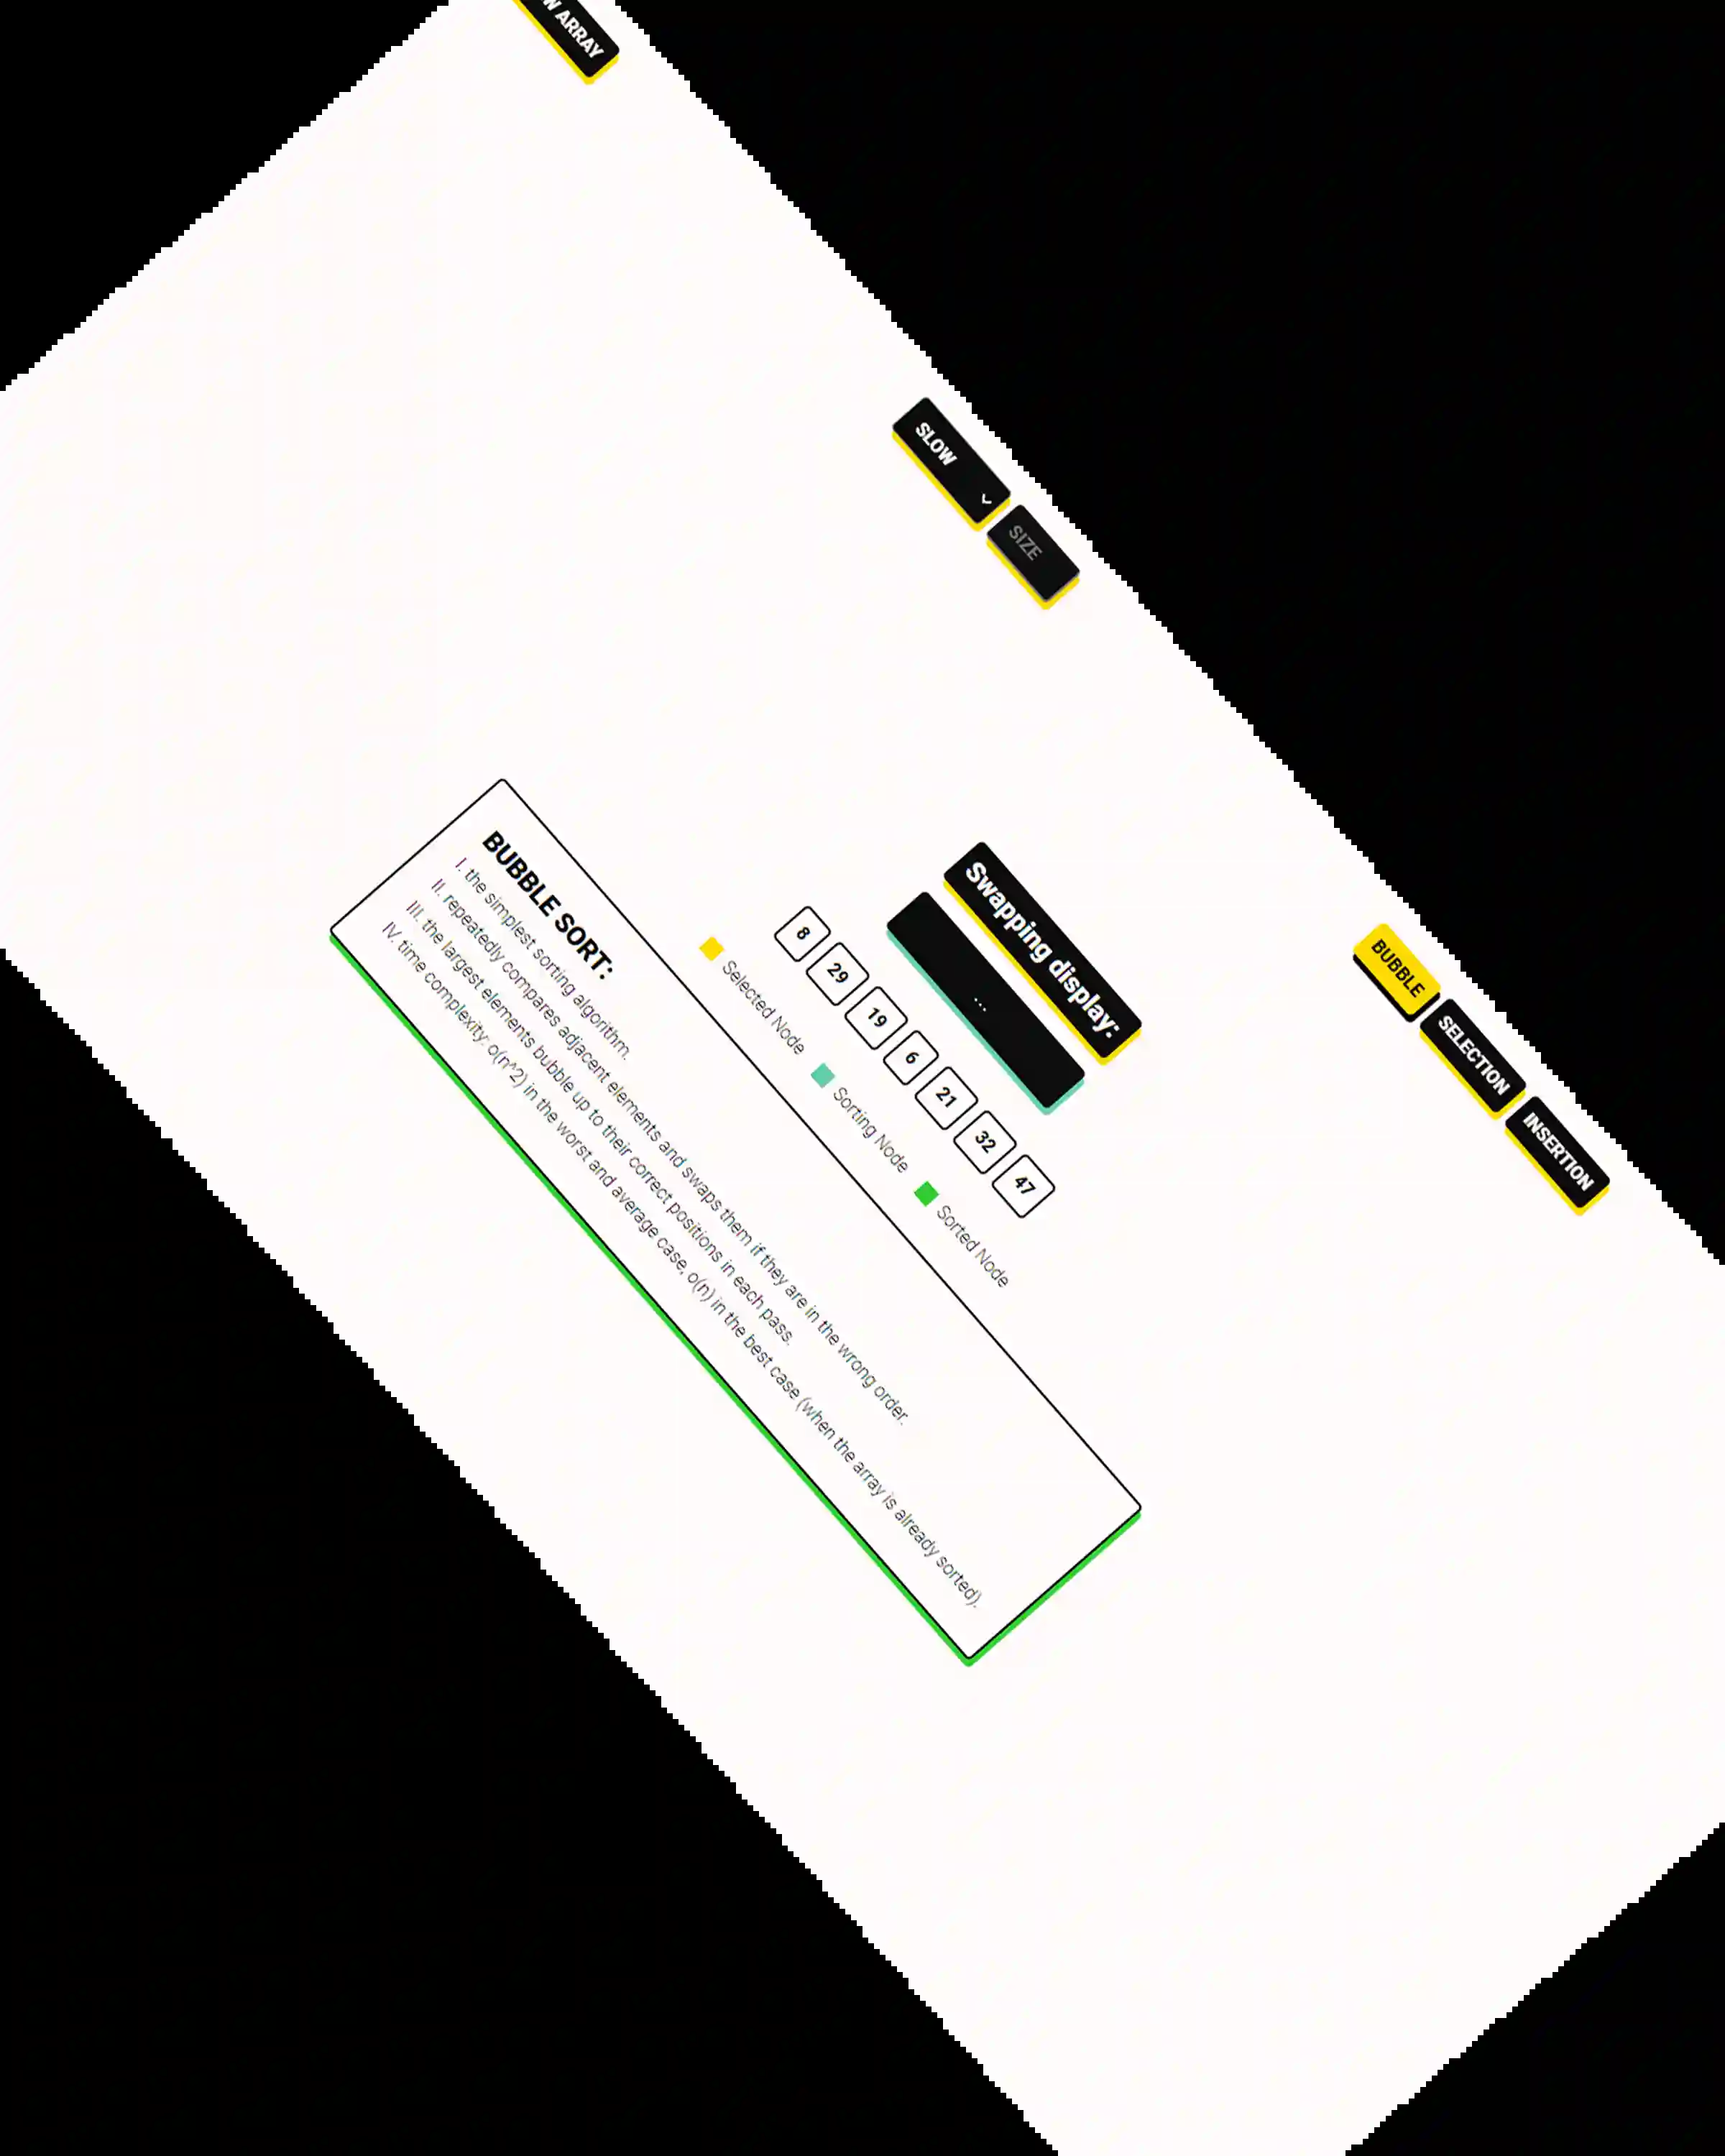 W ARRAY
SLOW
SIZE
BUBBLE
SELECTION
INSERTION
Swapping display:
...
8 29 19 6 21 32 47
Selected Node Sorting Node Sorted Node
BUBBLE SORT:
I. the simplest sorting algorithm.
II. repeatedly compares adjacent elements and swaps them if they are in the wrong order.
III. the largest elements bubble up to their correct positions in each pass.
IV. time complexity: o(n^2) in the worst and average case, o(n) in the best case (when the array is already sorted).